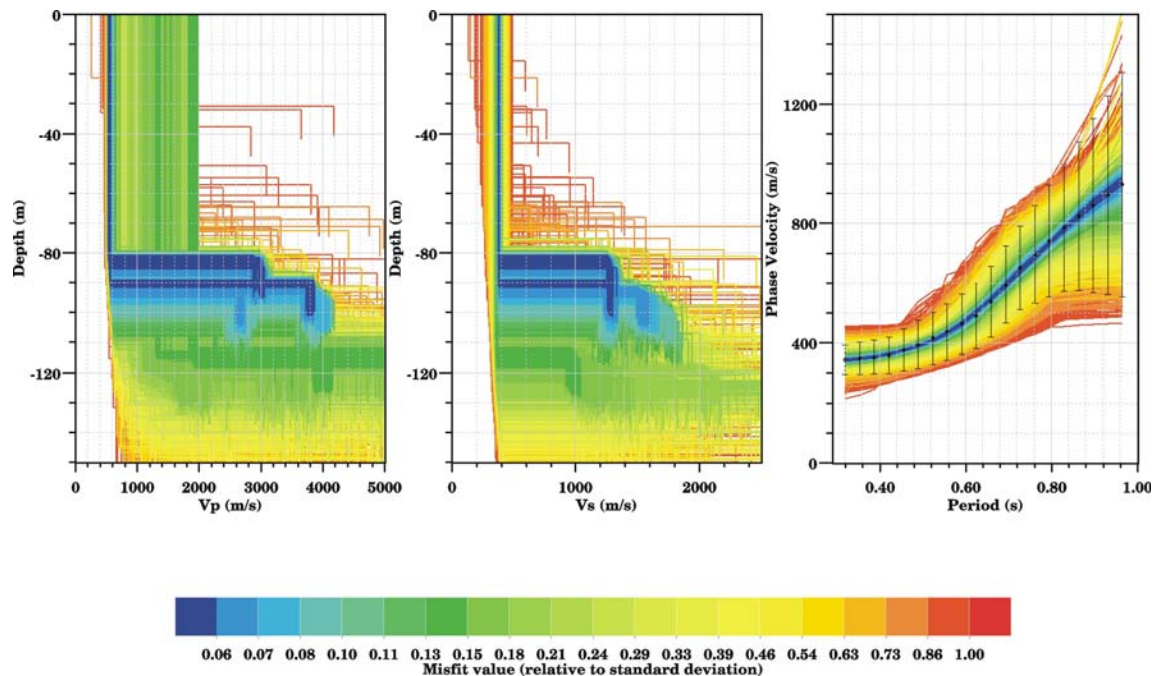 0
-40
-80
-120
Depth (m)
0 1000 2000 3000 4000 5000
Vp (m/s)
0
-40
-80
-120
Depth (m)
0 1000 2000
Vs (m/s)
1200
800
400
0
Phase Velocity (m/s)
0.40 0.60 0.80 1.00
Period (s)
0.06 0.07 0.08 0.10 0.11 0.13 0.15 0.18 0.21 0.24 0.29 0.33 0.39 0.46 0.54 0.63 0.73 0.86 1.00
Misfit value (relative to standard deviation)